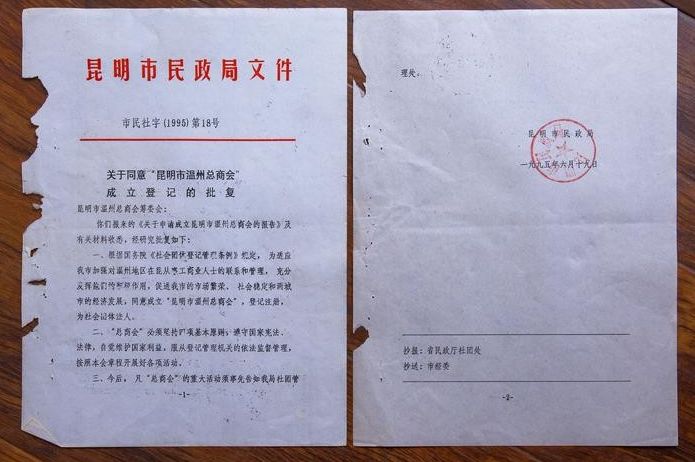 昆明市民政局文件
市民社字(1995)第18号
关于同意“昆明市温州总商会”
成立登记的批复
昆明市温州总商会筹委会:
你们报来的《关于申请成立昆明市温州总商会的报告》及
有关材料收悉,经研究批复如下:
一、根据国务院《社会团体登记管理条例》规定,为适应
我市加强对温州地区在昆从事工商业人士的联系和管理,充分
发挥他们的作用,促进我市的市场繁荣、社会稳定和两城
市的经济发展,同意成立“昆明市温州总商会”,登记注册,
为社会记体法人。
二、“总商会”必须坚持四项基本原则,遵守国家宪法、
法律,自觉维护国家利益,服从登记管理机关的依法监督管理,
按照本会章程开展好各项活动。
三、今后,凡“总商会”的重大活动须事先告知我局社团管
-1-
理处。
昆明市民政局
一九九五年六月十九日
抄报:省民政厅社团处
抄送:市经委
-2-